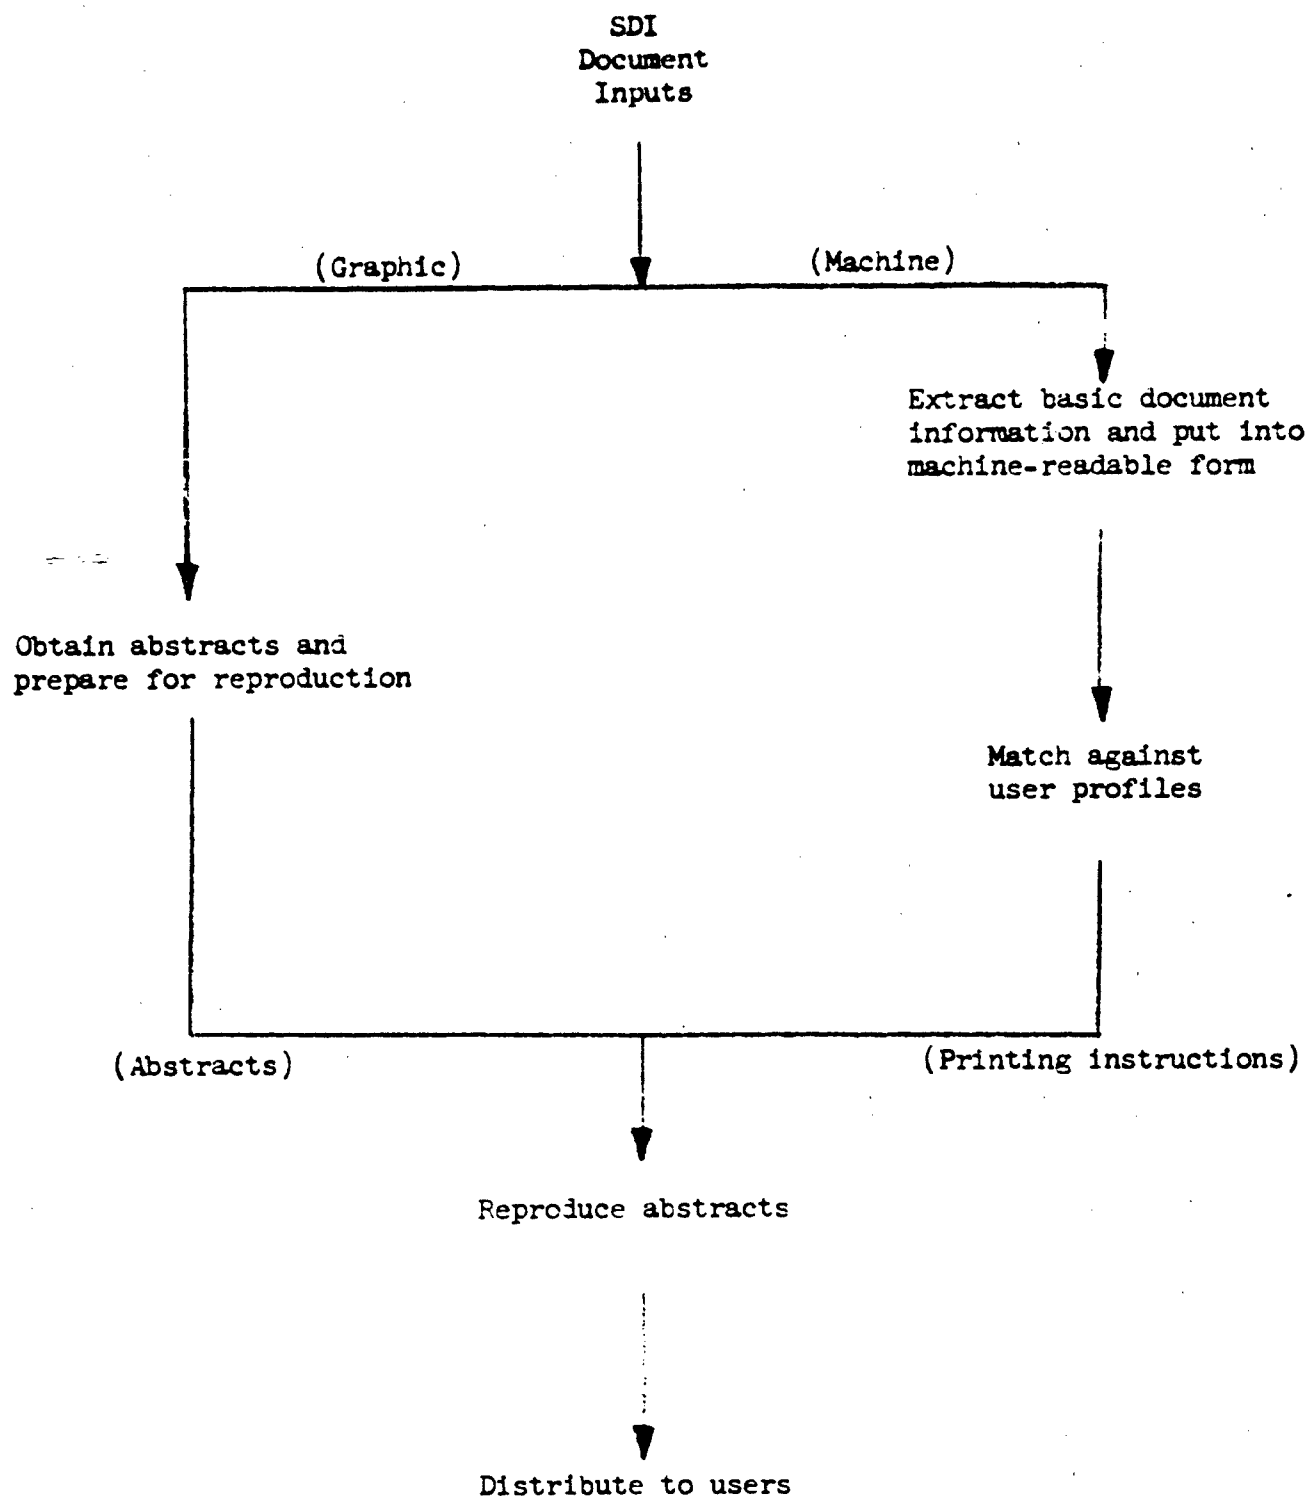 SDI
Document
Inputs
(Graphic)
(Machine)
Extract basic document
information and put into
machine-readable form
Obtain abstracts and
prepare for reproduction
Match against
user profiles
(Abstracts)
(Printing instructions)
Reproduce abstracts
Distribute to users